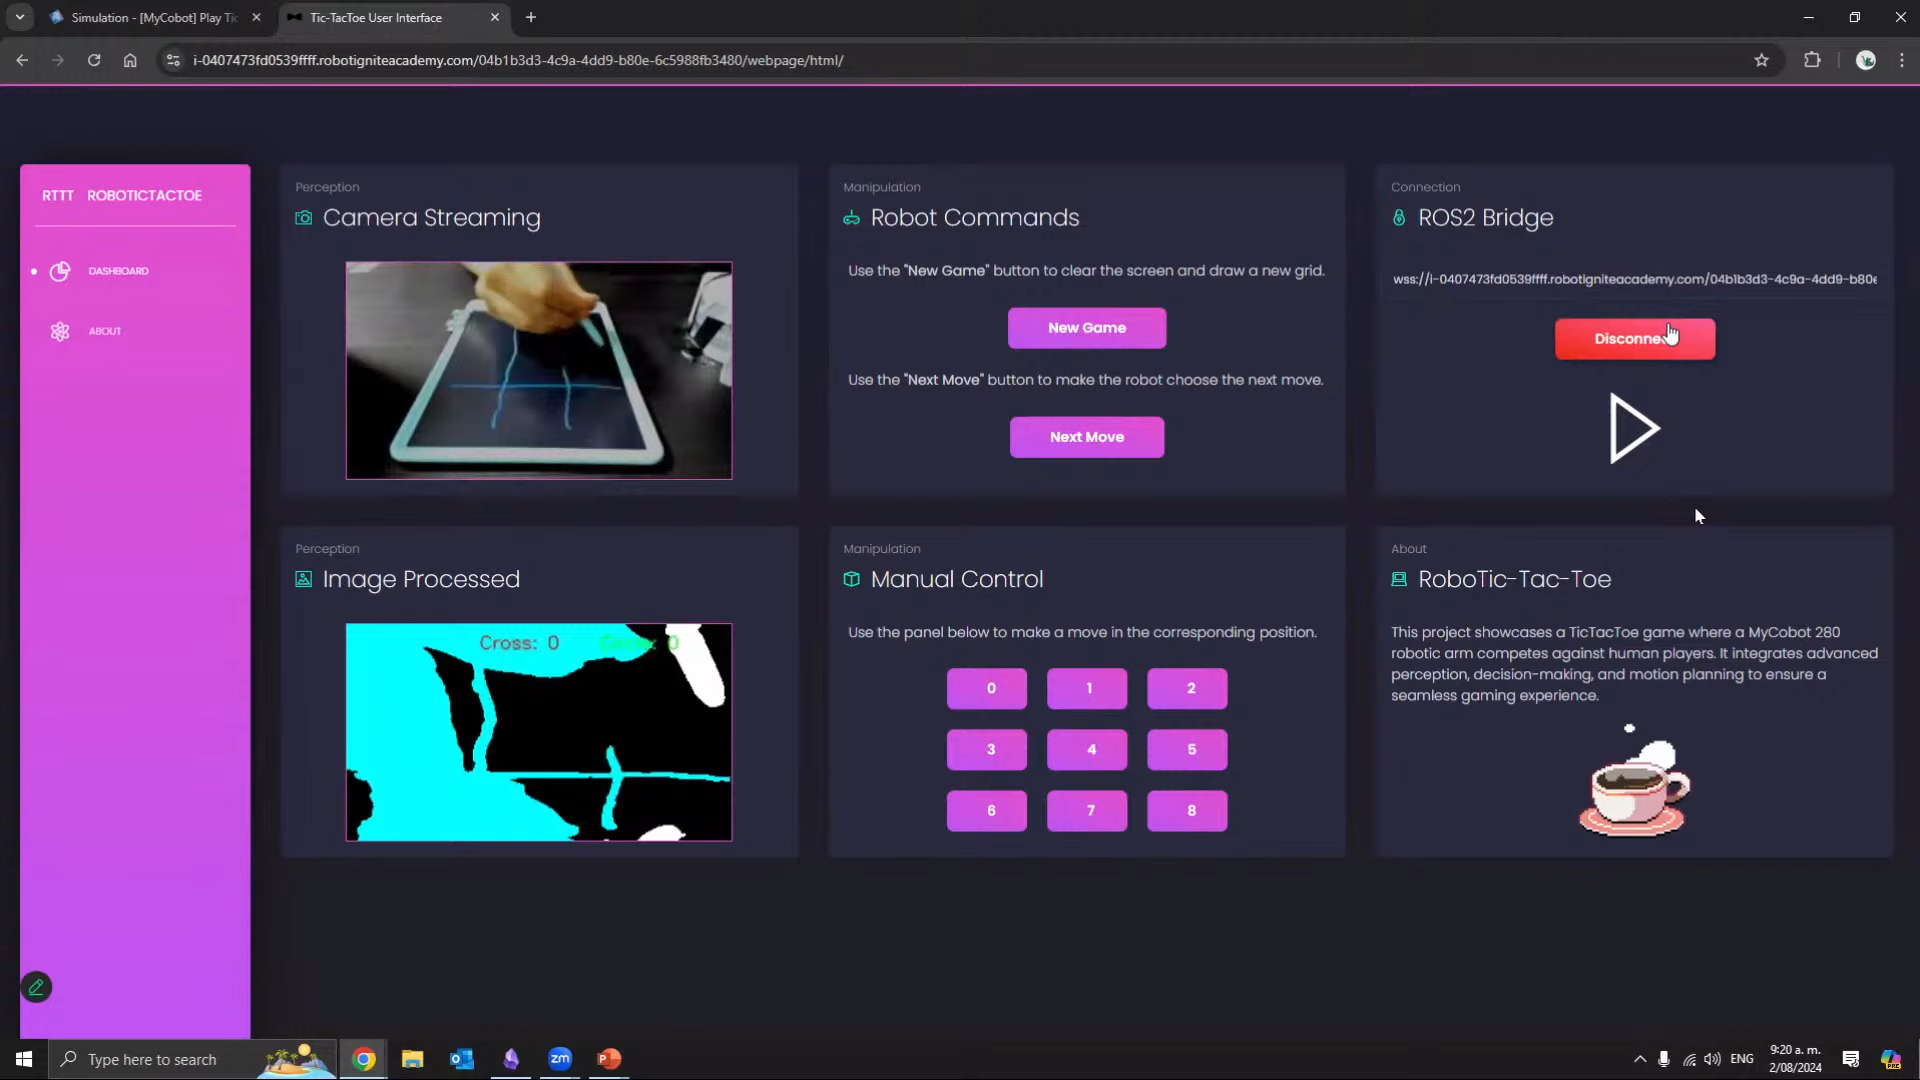 Simulation - [MyCobot] Play Tic
Tic-TacToe User Interface
i-0407473fd0539ffff.robotigniteacademy.com/04b1b3d3-4c9a-4dd9-b80e-6c5988fb3480/webpage/html/
RTTT ROBOTICTACTOE
DASHBOARD
ABOUT
Perception
Camera Streaming
Manipulation
Robot Commands
Use the "New Game" button to clear the screen and draw a new grid.
New Game
Use the "Next Move" button to make the robot choose the next move.
Next Move
Connection
ROS2 Bridge
wss://i-0407473fd0539ffff.robotigniteacademy.com/04b1b3d3-4c9a-4dd9-b80e
Disconne
Perception
Image Processed
Cross: 0 0
Manipulation
Manual Control
Use the panel below to make a move in the corresponding position.
0 1 2
3 4 5
6 7 8
About
RoboTic-Tac-Toe
This project showcases a TicTacToe game where a MyCobot 280
robotic arm competes against human players. It integrates advanced
perception, decision-making, and motion planning to ensure a
seamless gaming experience.
Type here to search
zm
ENG
9:20 a. m.
2/08/2024
PRE